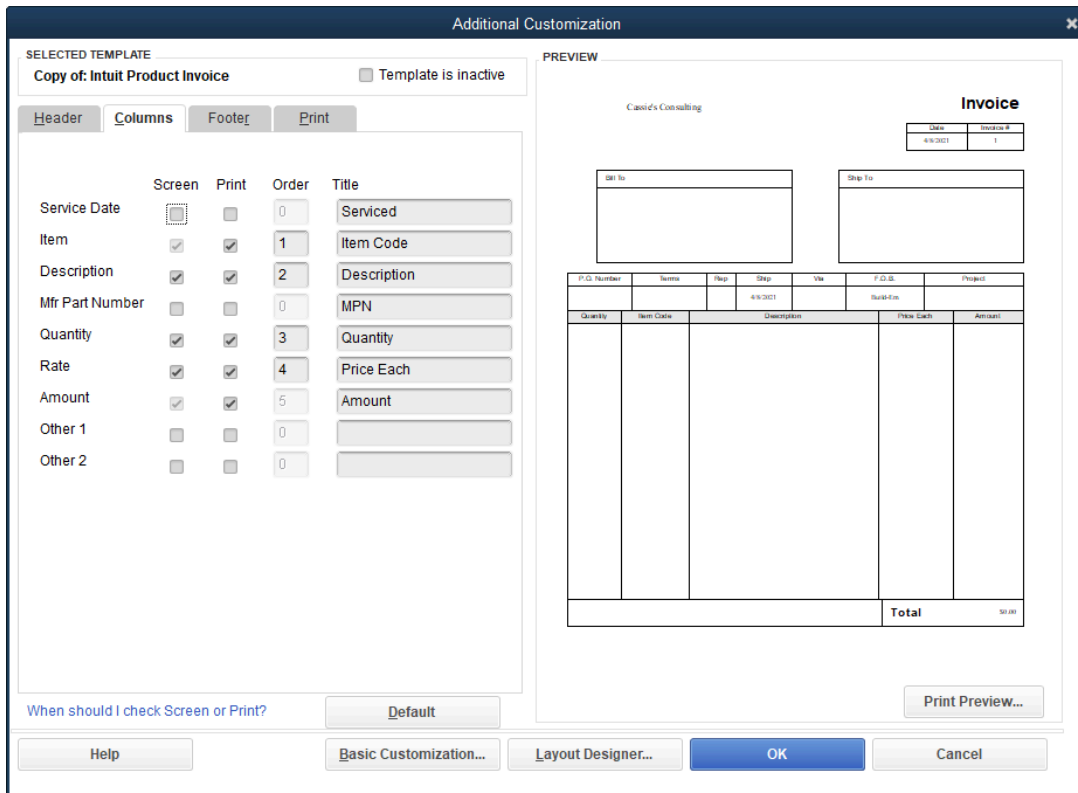 Additional Customization
SELECTED TEMPLATE
Copy of: Intuit Product Invoice
Template is inactive
Header Columns Footer Print
Screen Print Order Title
Service Date 0 Serviced
Item 1 Item Code
Description 2 Description
Mfr Part Number 0 MPN
Quantity 3 Quantity
Rate 4 Price Each
Amount 5 Amount
Other 1 0
Other 2 0
When should I check Screen or Print?
Default
PREVIEW
Cassie's Consulting
Invoice
Date Invoice #
4/8/2021 1
Bill To Ship To
P.O. Number Terms Rep Ship Via F.O.B. Project
4/8/2021 Build-Em
Quantity Item Code Description Price Each Amount
Total $0.00
Print Preview...
Help Basic Customization... Layout Designer... OK Cancel